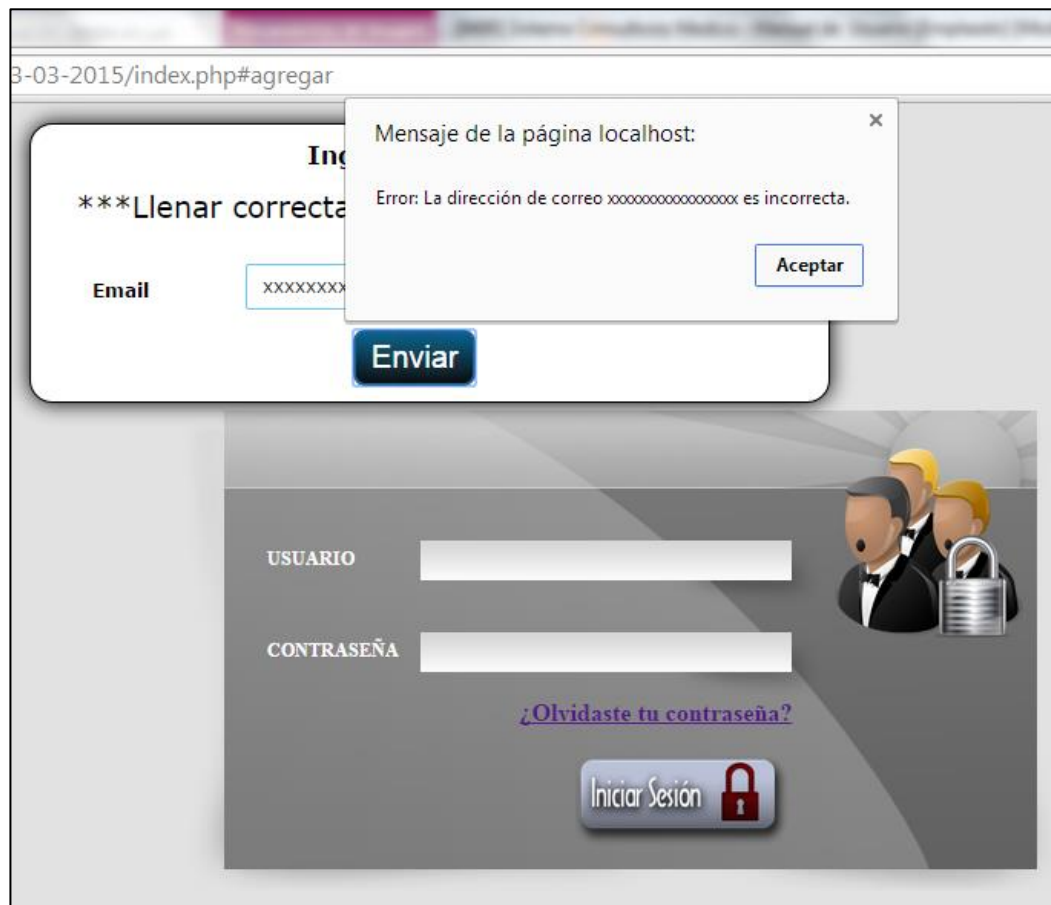 3-03-2015/index.php#agregar
Mensaje de la página localhost:
Error: La dirección de correo xxxxxxxxxxxxxxxxx es incorrecta.
Aceptar
Ing
***Llenar correcta
Email xxxxxxxx
Enviar
USUARIO
CONTRASEÑA
¿Olvidaste tu contraseña?
Iniciar Sesión